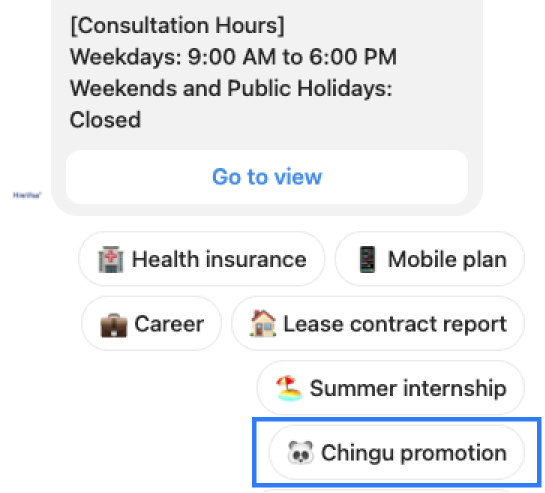 [Consultation Hours]
Weekdays: 9:00 AM to 6:00 PM
Weekends and Public Holidays:
Closed
Go to view
HireVisa
Health insurance
Mobile plan
Career
Lease contract report
Summer internship
Chingu promotion